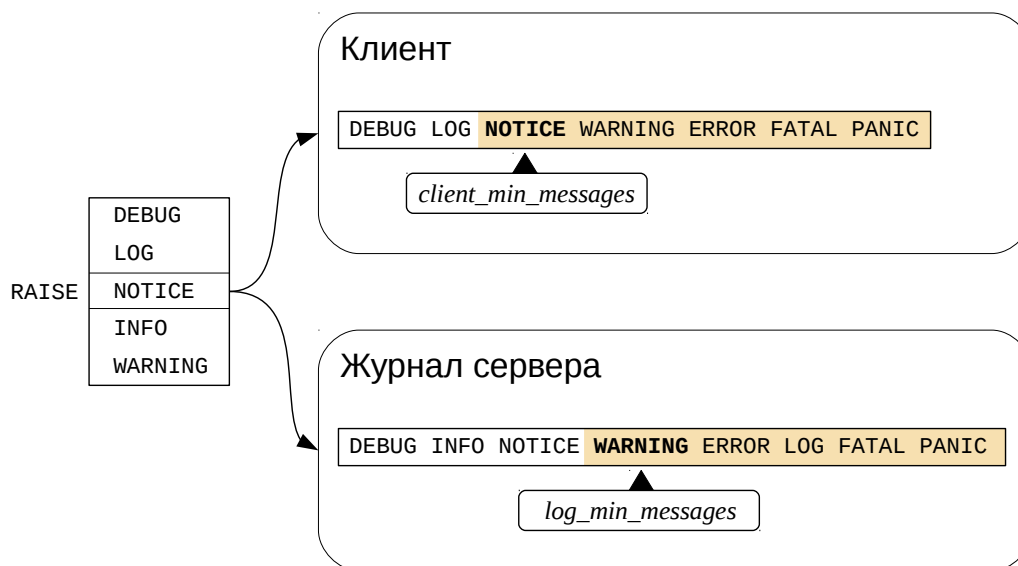 Клиент
DEBUG LOG NOTICE WARNING ERROR FATAL PANIC
client_min_messages
DEBUG
LOG
RAISE NOTICE
INFO
WARNING
Журнал сервера
DEBUG INFO NOTICE WARNING ERROR LOG FATAL PANIC
log_min_messages